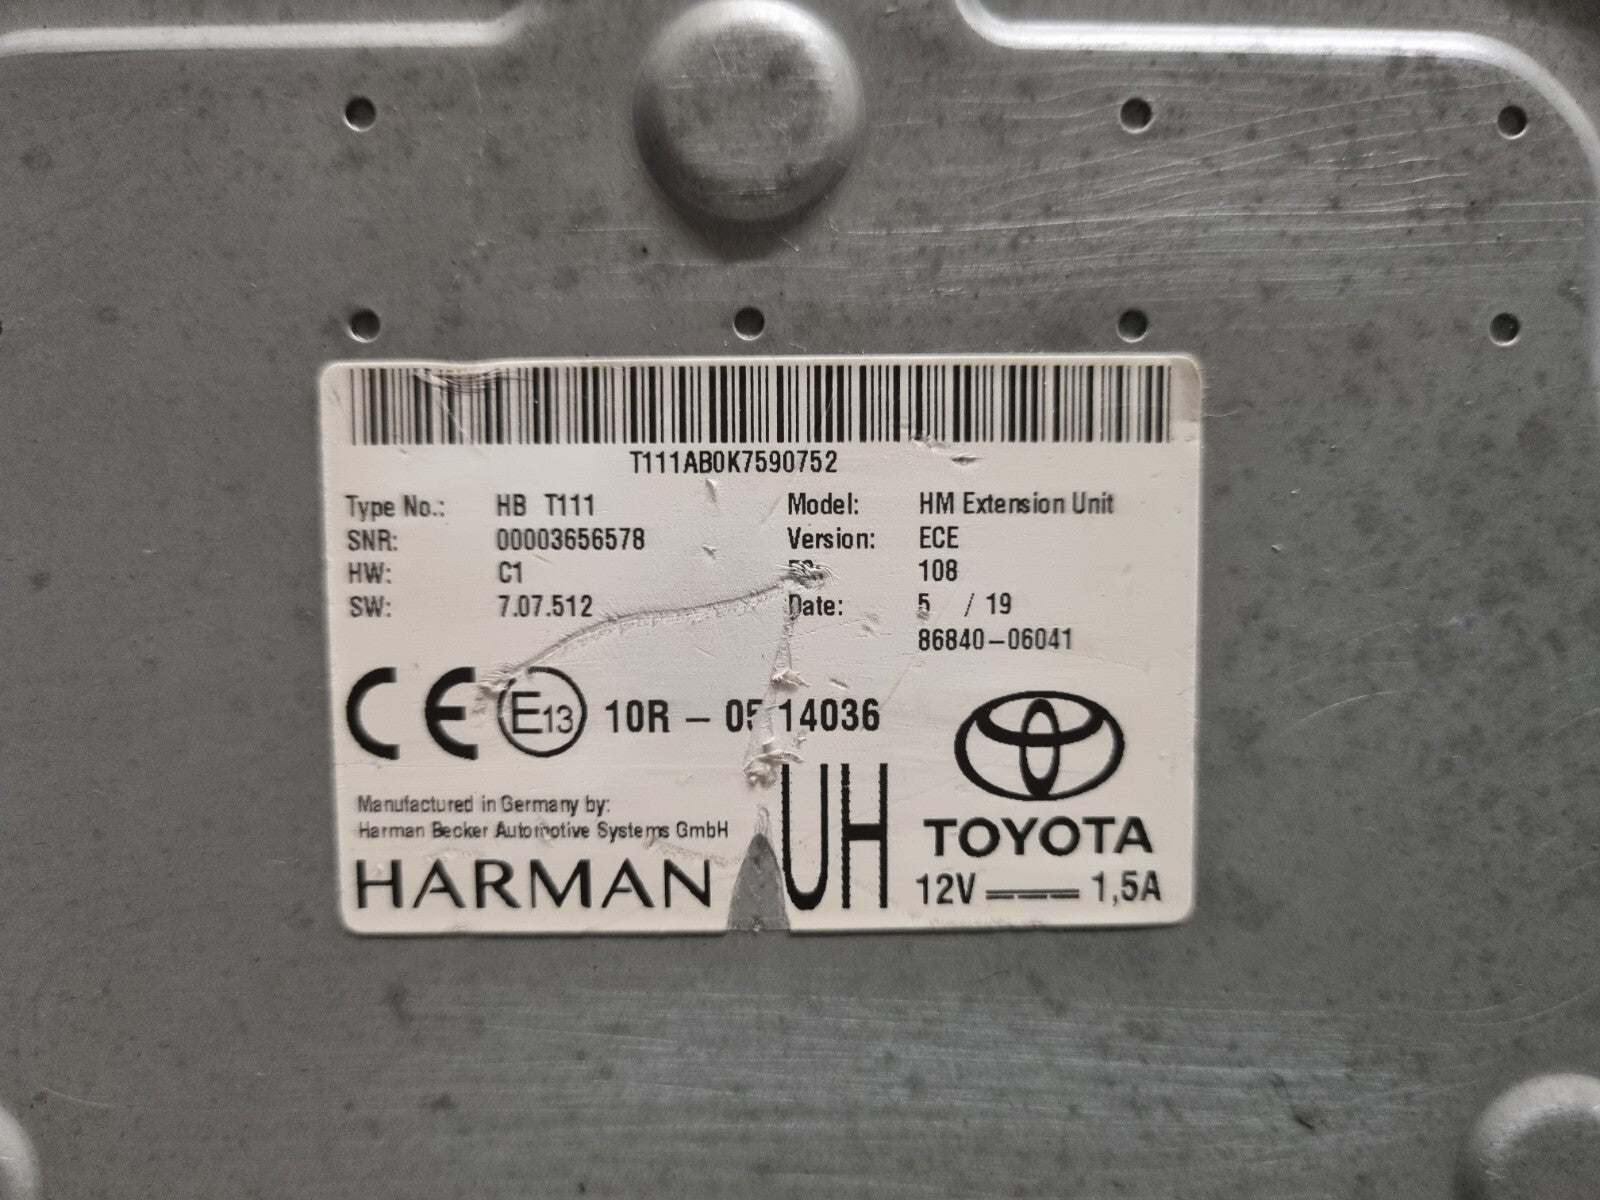 T111AB0K7590752
Type No.: HB T111 Model: HM Extension Unit
SNR: 00003656578 Version: ECE
HW: C1 108
SW: 7.07.512 Date: 5 / 19
86840-06041
CE E13 10R - 05 14036
UH
Manufactured in Germany by:
Harman Becker Automotive Systems GmbH
HARMAN
TOYOTA
12V 1,5A